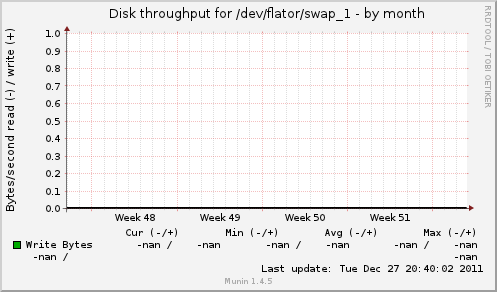 Disk throughput for /dev/flator/swap_1 - by month
RRDTOOL / TOBI OETIKER
Bytes/second read (-) / write (+)
1.0
0.9
0.8
0.7
0.6
0.5
0.4
0.3
0.2
0.1
0.0
Week 48 Week 49 Week 50 Week 51
Cur (-/+) Min (-/+) Avg (-/+) Max (-/+)
Write Bytes -nan / -nan -nan / -nan -nan / -nan
-nan / -nan
Last update: Tue Dec 27 20:40:02 2011
Munin 1.4.5